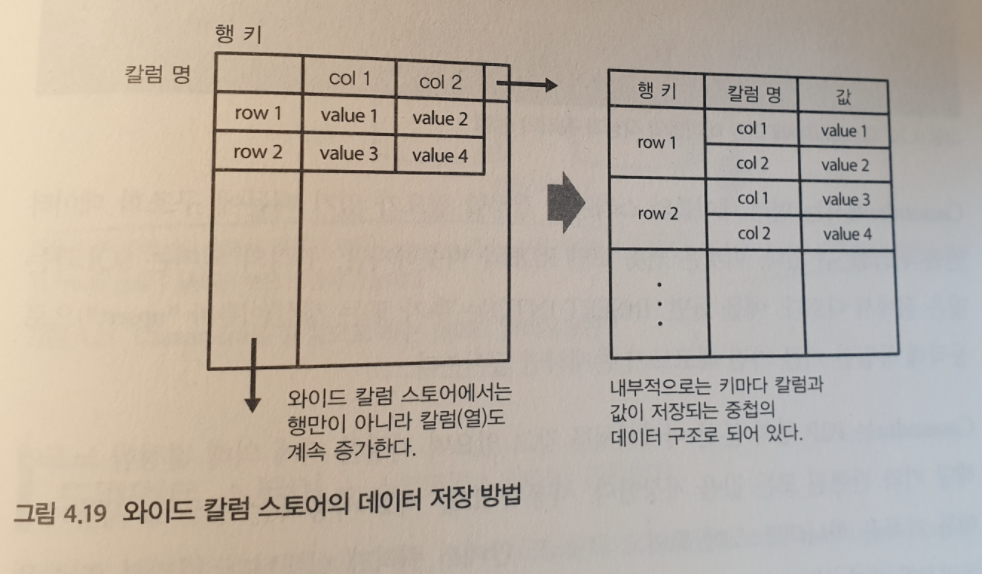 행 키
칼럼 명
col 1 col 2
row 1 value 1 value 2
row 2 value 3 value 4
와이드 칼럼 스토어에서는
행만이 아니라 칼럼(열)도
계속 증가한다.
행 키 칼럼 명 값
row 1 col 1 value 1
col 2 value 2
row 2 col 1 value 3
col 2 value 4
내부적으로는 키마다 칼럼과
값이 저장되는 중첩의
데이터 구조로 되어 있다.
그림 4.19 와이드 칼럼 스토어의 데이터 저장 방법